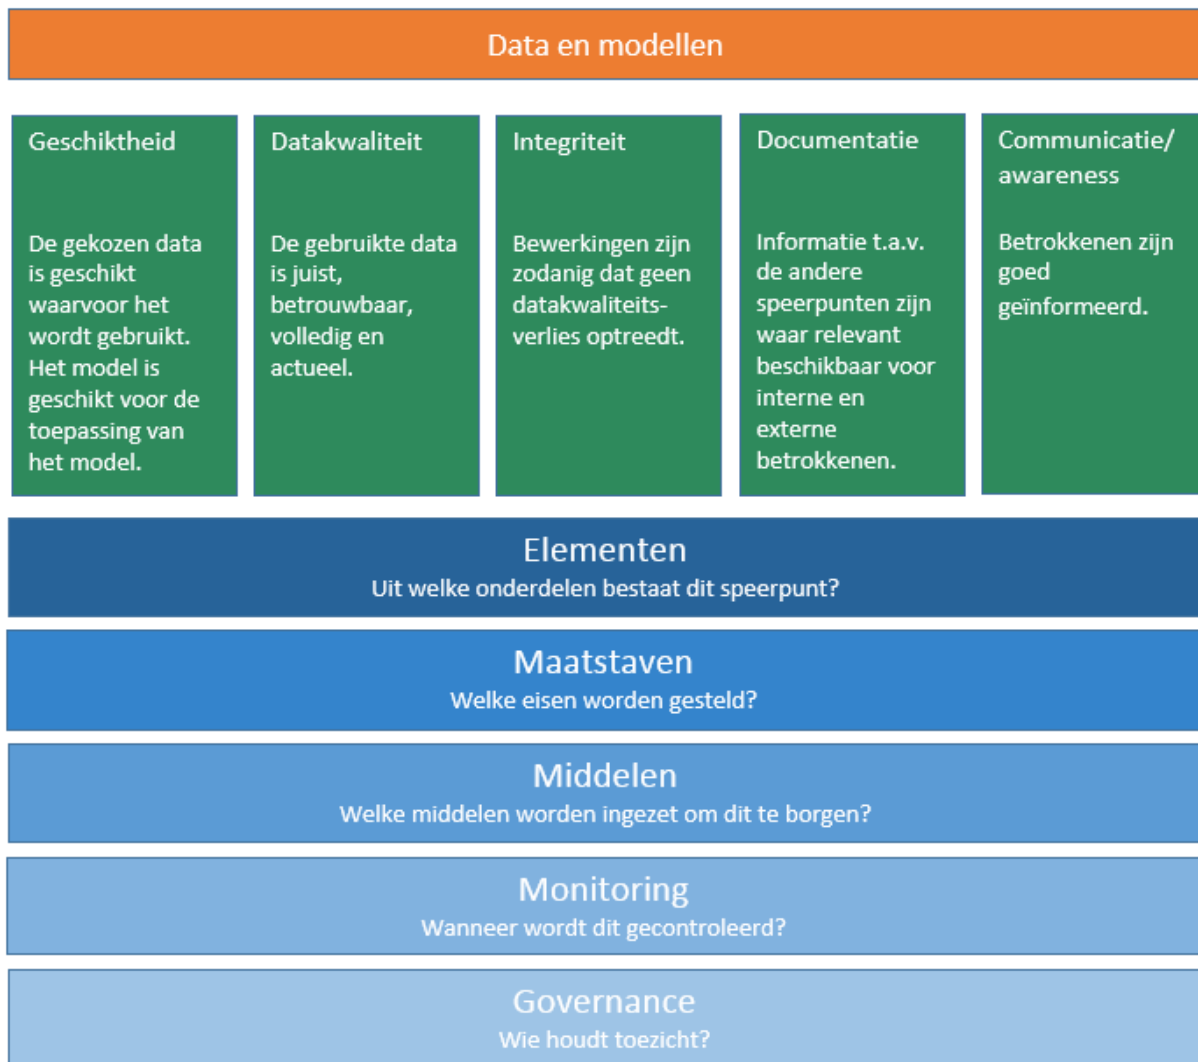 Data en modellen
Geschiktheid
De gekozen data
is geschikt
waarvoor het
wordt gebruikt.
Het model is
geschikt voor de
toepassing van
het model.
Datakwaliteit
De gebruikte data
is juist,
betrouwbaar,
volledig en
actueel.
Integriteit
Bewerkingen zijn
zodanig dat geen
datakwaliteits-
verlies optreedt.
Documentatie
Informatie t.a.v.
de andere
speerpunten zijn
waar relevant
beschikbaar voor
interne en
externe
betrokkenen.
Communicatie/
awareness
Betrokkenen zijn
goed
geïnformeerd.
Elementen
Uit welke onderdelen bestaat dit speerpunt?
Maatstaven
Welke eisen worden gesteld?
Middelen
Welke middelen worden ingezet om dit te borgen?
Monitoring
Wanneer wordt dit gecontroleerd?
Governance
Wie houdt toezicht?